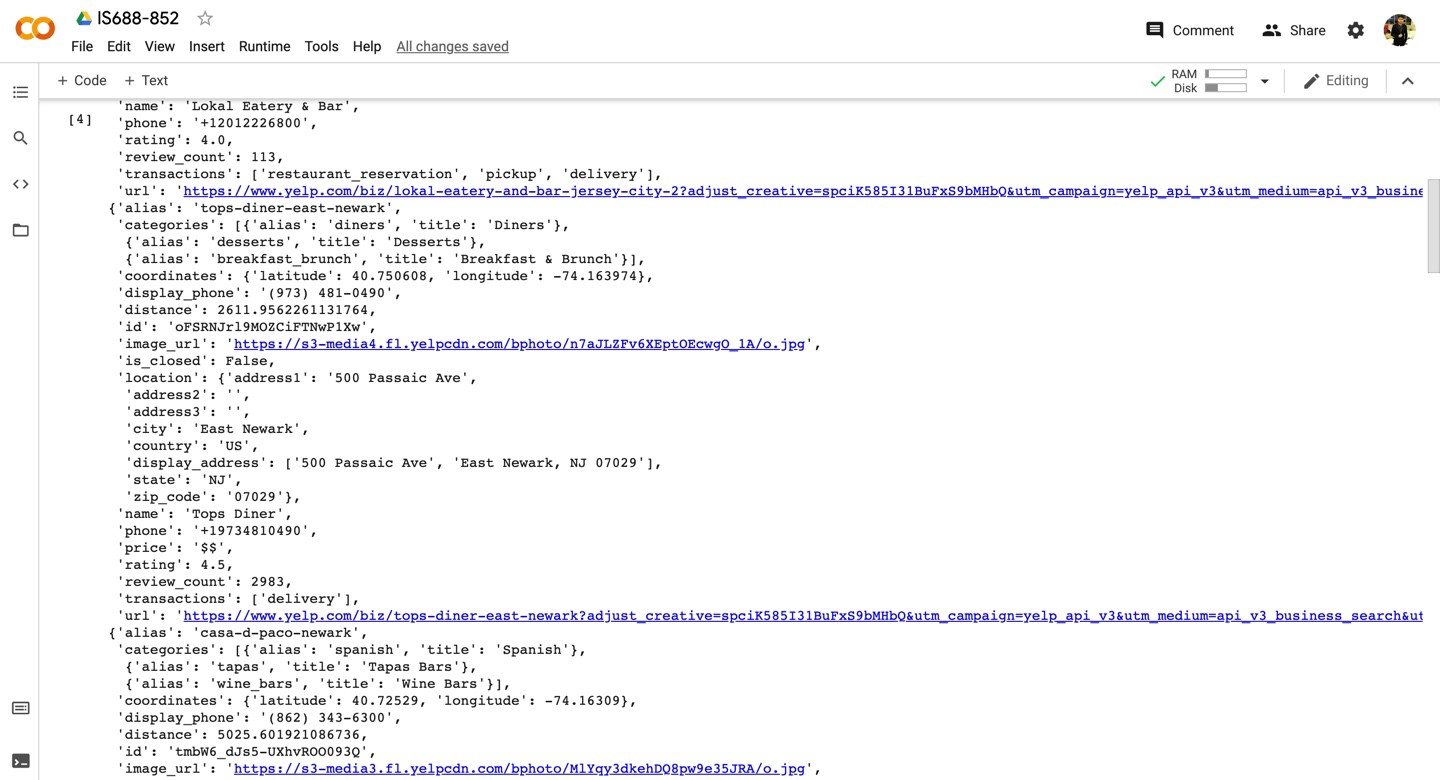 IS688-852
File Edit View Insert Runtime Tools Help All changes saved
Comment Share
+ Code + Text
RAM
Disk
Editing
[4]
'name': 'Lokal Eatery & Bar',
'phone': '+12012226800',
'rating': 4.0,
'review_count': 113,
'transactions': ['restaurant_reservation', 'pickup', 'delivery'],
'url': 'https://www.yelp.com/biz/lokal-eatery-and-bar-jersey-city-2?adjust_creative=spciK585I31BuFxS9bMHbQ&utm_campaign=yelp_api_v3&utm_medium=api_v3_busine
{'alias': 'tops-diner-east-newark',
'categories': [{'alias': 'diners', 'title': 'Diners'},
{'alias': 'desserts', 'title': 'Desserts'},
{'alias': 'breakfast_brunch', 'title': 'Breakfast & Brunch'}],
'coordinates': {'latitude': 40.750608, 'longitude': -74.163974},
'display_phone': '(973) 481-0490',
'distance': 2611.9562261131764,
'id': 'oFSRNJrl9MOZCiFTNwP1Xw',
'image_url': 'https://s3-media4.fl.yelpcdn.com/bphoto/n7aJLZFv6XEptOEcwgO_1A/o.jpg',
'is_closed': False,
'location': {'address1': '500 Passaic Ave',
'address2': '',
'address3': '',
'city': 'East Newark',
'country': 'US',
'display_address': ['500 Passaic Ave', 'East Newark, NJ 07029'],
'state': 'NJ',
'zip_code': '07029'},
'name': 'Tops Diner',
'phone': '+19734810490',
'price': '$$',
'rating': 4.5,
'review_count': 2983,
'transactions': ['delivery'],
'url': 'https://www.yelp.com/biz/tops-diner-east-newark?adjust_creative=spciK585I31BuFxS9bMHbQ&utm_campaign=yelp_api_v3&utm_medium=api_v3_business_search&ut
{'alias': 'casa-d-paco-newark',
'categories': [{'alias': 'spanish', 'title': 'Spanish'},
{'alias': 'tapas', 'title': 'Tapas Bars'},
{'alias': 'wine_bars', 'title': 'Wine Bars'}],
'coordinates': {'latitude': 40.72529, 'longitude': -74.16309},
'display_phone': '(862) 343-6300',
'distance': 5025.601921086736,
'id': 'tmbW6_dJs5-UXhvROO093Q',
'image_url': 'https://s3-media3.fl.yelpcdn.com/bphoto/MlYqy3dkehDQ8pw9e35JRA/o.jpg',